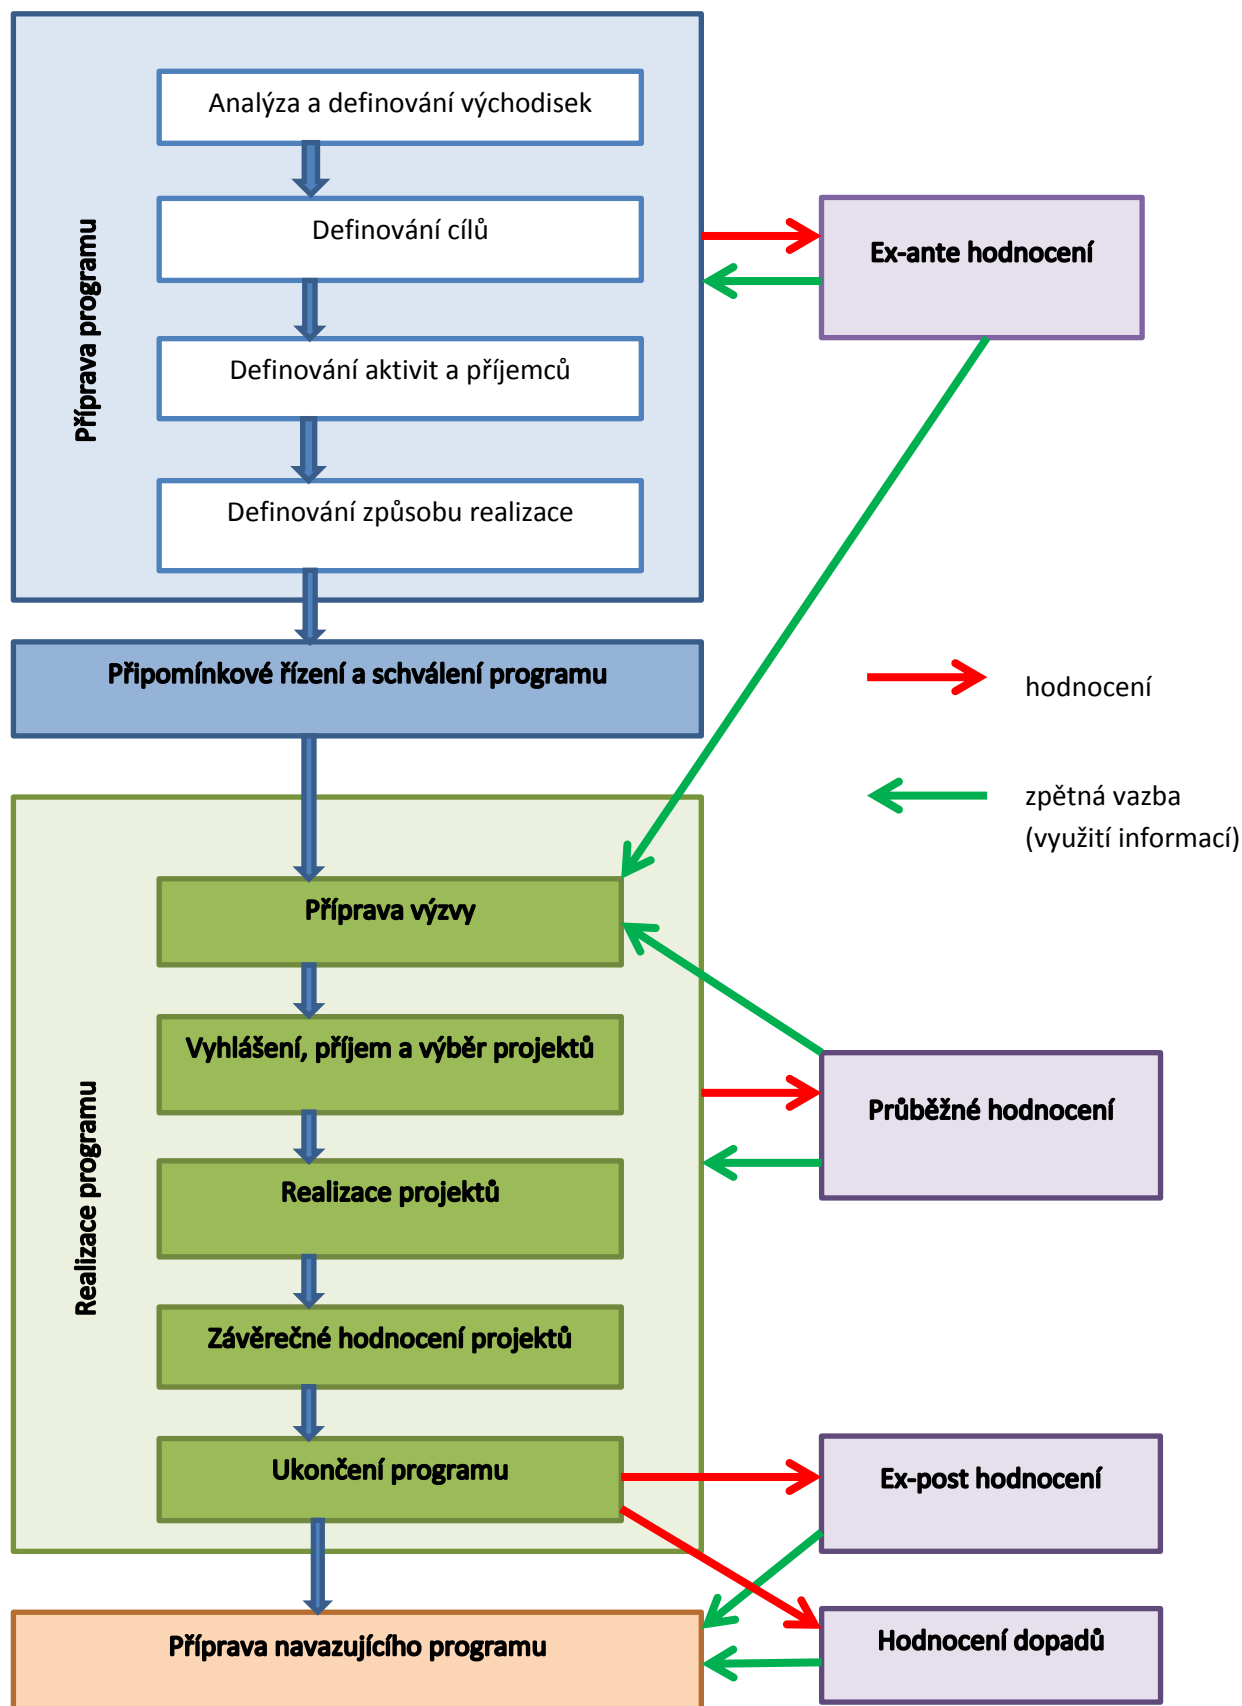 Příprava programu
Analýza a definování východisek
Definování cílů
Definování aktivit a příjemců
Definování způsobu realizace
Ex-ante hodnocení
Připomínkové řízení a schválení programu
hodnocení
zpětná vazba
(využití informací)
Realizace programu
Příprava výzvy
Vyhlášení, příjem a výběr projektů
Realizace projektů
Závěrečné hodnocení projektů
Ukončení programu
Průběžné hodnocení
Ex-post hodnocení
Hodnocení dopadů
Příprava navazujícího programu